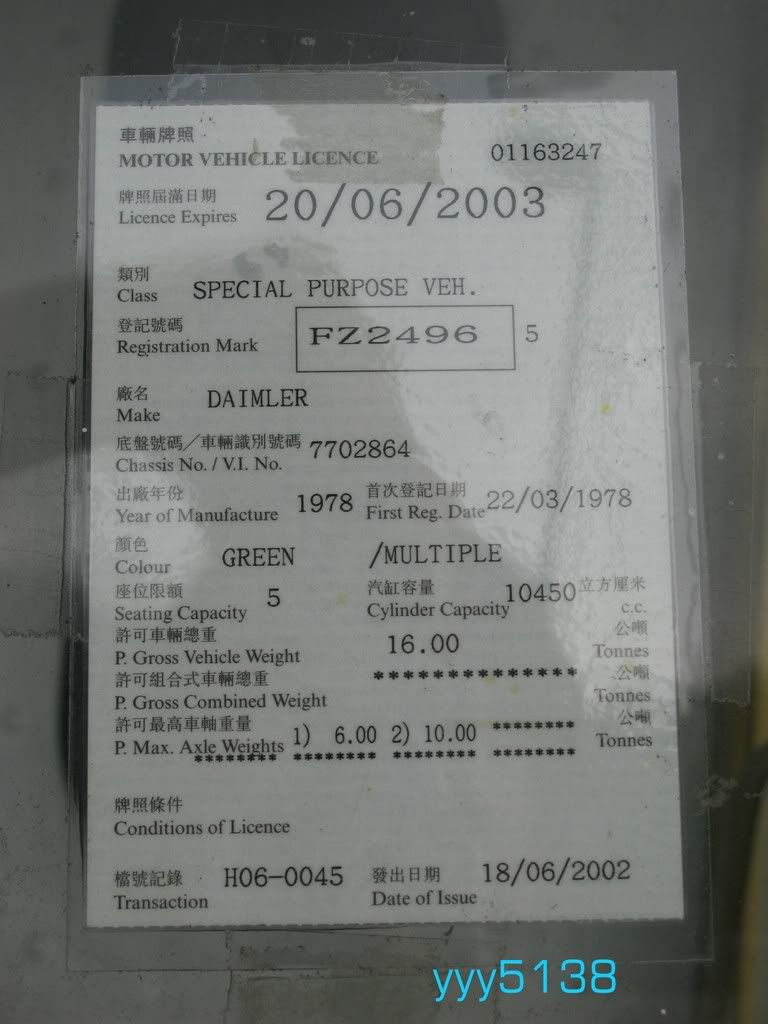 車輛牌照
MOTOR VEHICLE LICENCE 01163247
牌照屆滿日期
Licence Expires 20/06/2003
類別
Class SPECIAL PURPOSE VEH.
登記號碼
Registration Mark FZ2496 5
廠名
Make DAIMLER
底盤號碼／車輛識別號碼
Chassis No. / V.I. No. 7702864
出廠年份 首次登記日期
Year of Manufacture 1978 First Reg. Date 22/03/1978
顏色
Colour GREEN /MULTIPLE
座位限額 汽缸容量 立方厘米
Seating Capacity 5 Cylinder Capacity 10450 c.c.
許可車輛總重 公噸
P. Gross Vehicle Weight 16.00 Tonnes
許可組合式車輛總重 ************* 公噸
P. Gross Combined Weight Tonnes
許可最高車軸重量 公噸
P. Max. Axle Weights 1) 6.00 2) 10.00 ******** Tonnes
******** ******** ******** ********
牌照條件
Conditions of Licence
檔號記錄 發出日期
Transaction H06-0045 Date of Issue 18/06/2002
yyy5138